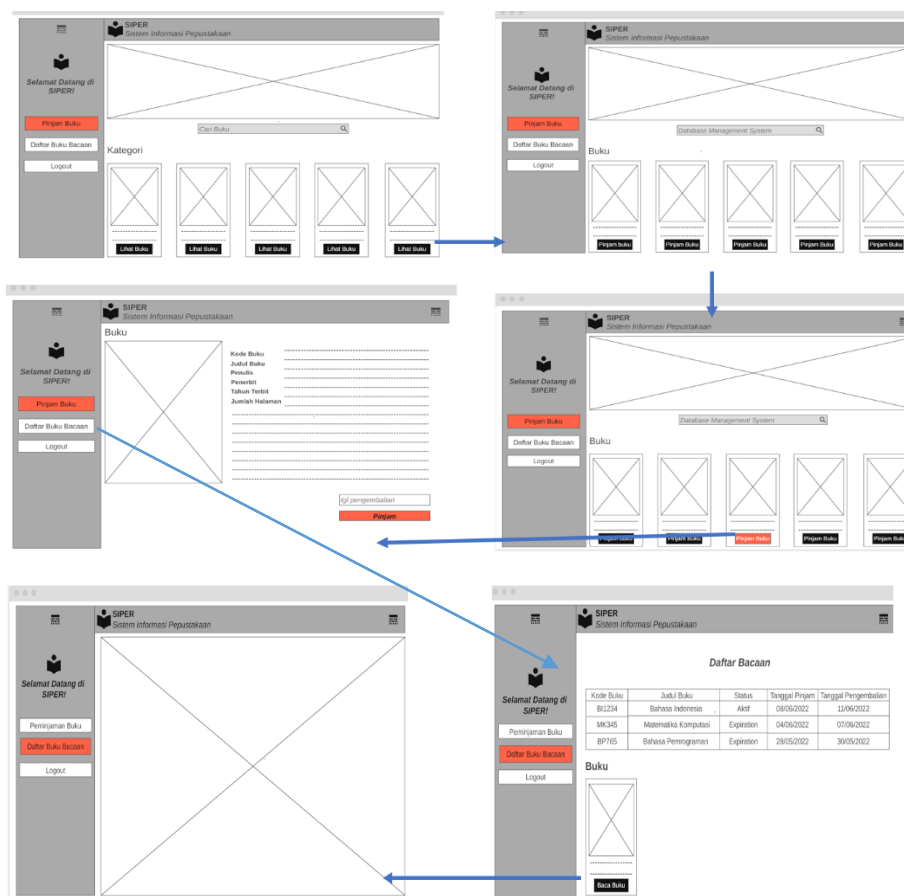 SIPER
Sistem Informasi Pepustakaan
Selamat Datang di
SIPER!
Pinjam Buku
Daftar Buku Bacaan
Logout
Cari Buku
Kategori
Lihat Buku
Lihat Buku
Lihat Buku
Lihat Buku
Lihat Buku
SIPER
Sistem Informasi Pepustakaan
Selamat Datang di
SIPER!
Pinjam Buku
Daftar Buku Bacaan
Logout
Database Management System
Buku
Pinjam buku
Pinjam Buku
Pinjam Buku
Pinjam Buku
Pinjam Buku
SIPER
Sistem Informasi Pepustakaan
Selamat Datang di
SIPER!
Pinjam Buku
Daftar Buku Bacaan
Logout
Buku
Kode Buku
Judul Buku
Penulis
Penerbit
Tahun Terbit
Jumlah Halaman
tgl pengembalian
Pinjam
SIPER
Sistem Informasi Pepustakaan
Selamat Datang di
SIPER!
Pinjam Buku
Daftar Buku Bacaan
Logout
Database Management System
Buku
Pinjam buku
Pinjam Buku
Pinjam Buku
Pinjam Buku
Pinjam Buku
SIPER
Sistem Informasi Pepustakaan
Selamat Datang di
SIPER!
Peminjaman Buku
Daftar Buku Bacaan
Logout
SIPER
Sistem Informasi Pepustakaan
Selamat Datang di
SIPER!
Peminjaman Buku
Daftar Buku Bacaan
Logout
Daftar Bacaan
Kode Buku Judul Buku Status Tanggal Pinjam Tanggal Pengembalian
BI1234 Bahasa Indonesia Aktif 09/06/2022 11/06/2022
MK345 Matematika Komputasi Expiration 04/06/2022 07/06/2022
BP765 Bahasa Pemrograman Expiration 28/05/2022 30/05/2022
Buku
Baca Buku